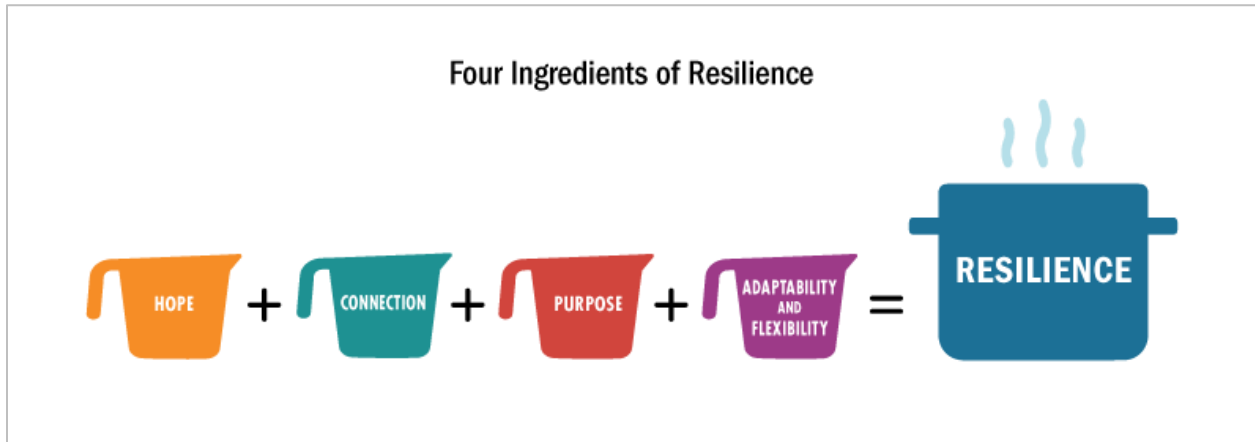 Four Ingredients of Resilience
HOPE
+
CONNECTION
+
PURPOSE
+
ADAPTABILITY
AND
FLEXIBILITY
=
RESILIENCE